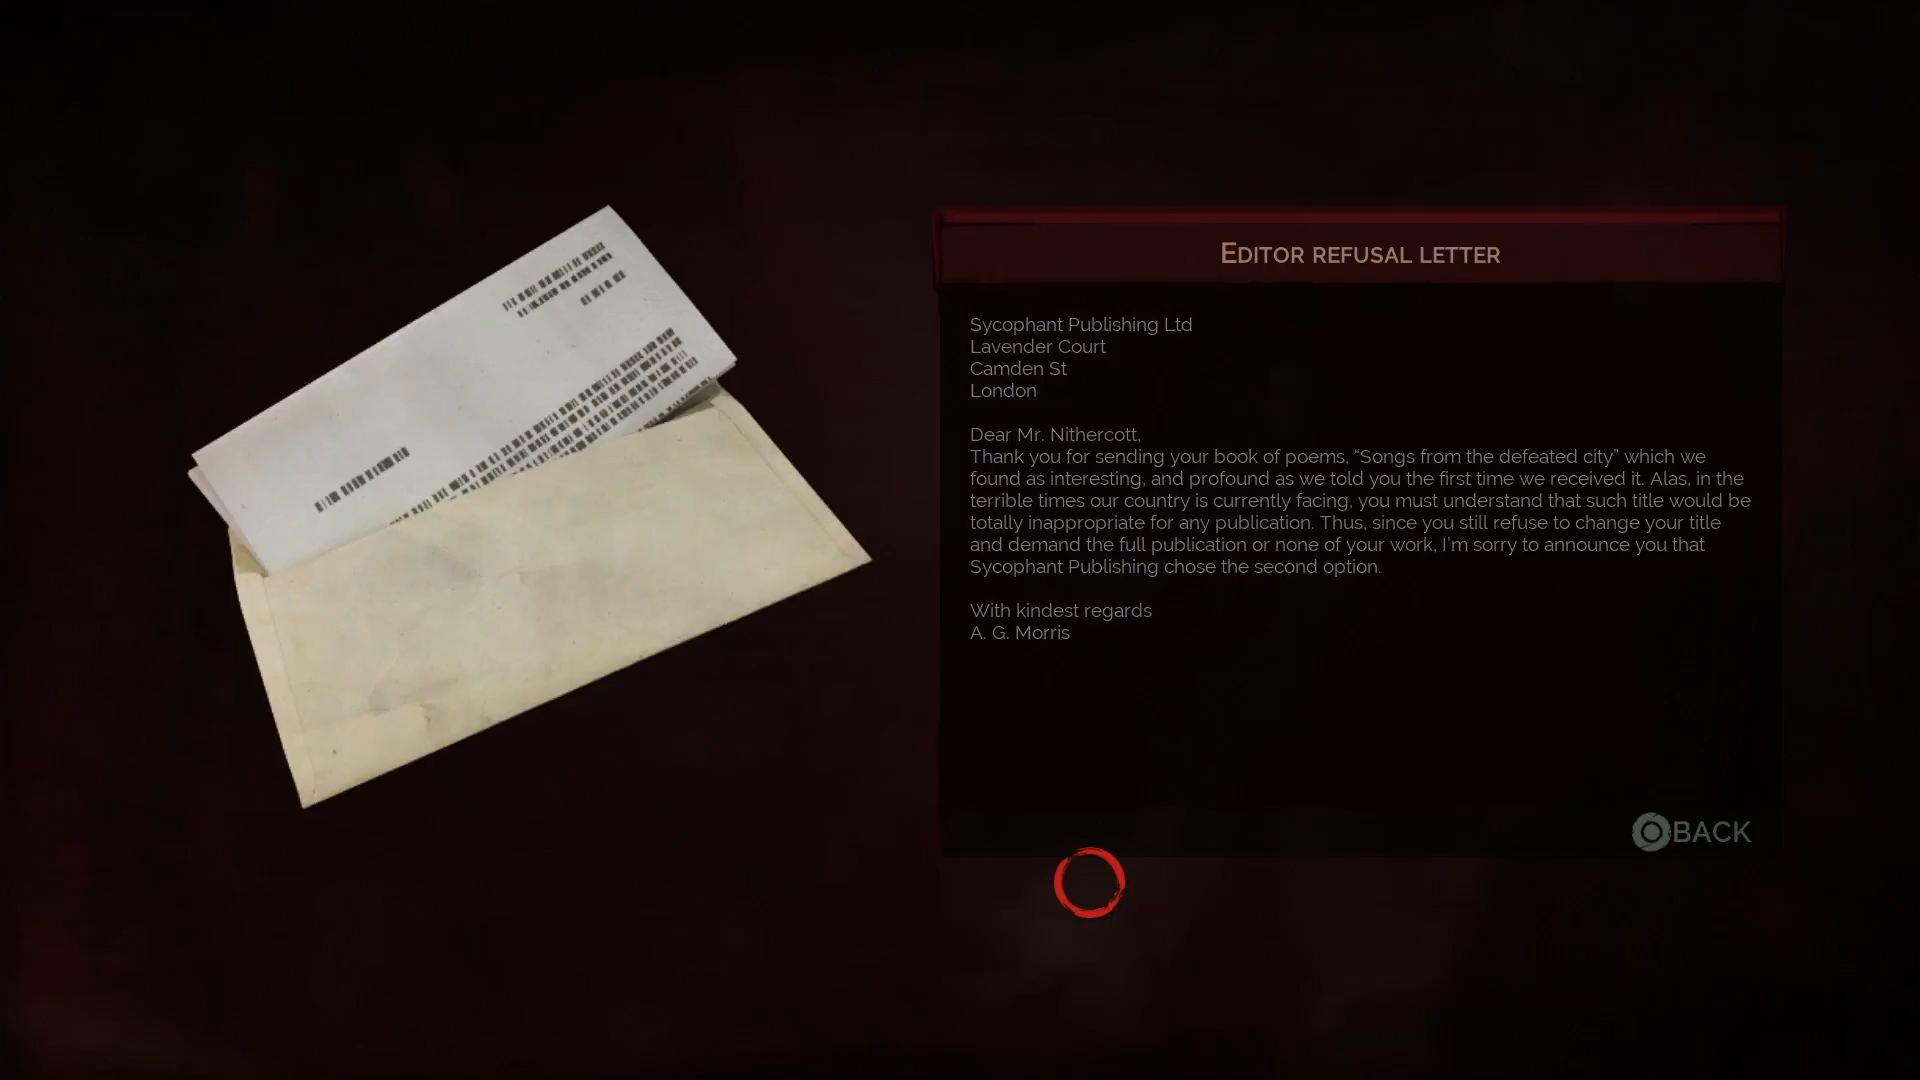 EDITOR REFUSAL LETTER
Sycophant Publishing Ltd
Lavender Court
Camden St
London
Dear Mr. Nithercott,
Thank you for sending your book of poems, “Songs from the defeated city” which we
found as interesting, and profound as we told you the first time we received it. Alas, in the
terrible times our country is currently facing, you must understand that such title would be
totally inappropriate for any publication. Thus, since you still refuse to change your title
and demand the full publication or none of your work, I'm sorry to announce you that
Sycophant Publishing chose the second option.
With kindest regards
A. G. Morris
BACK